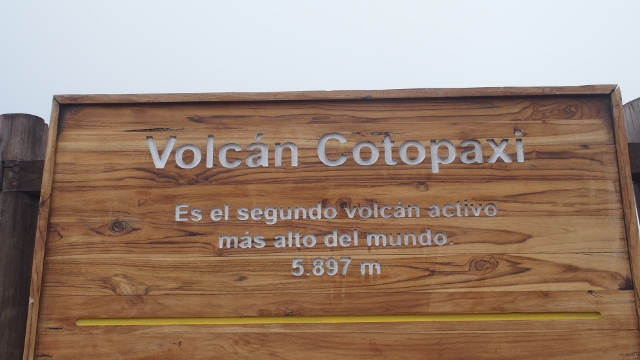 Volcán Cotopaxi
Es el segundo volcán activo
más alto del mundo.
5.897 m